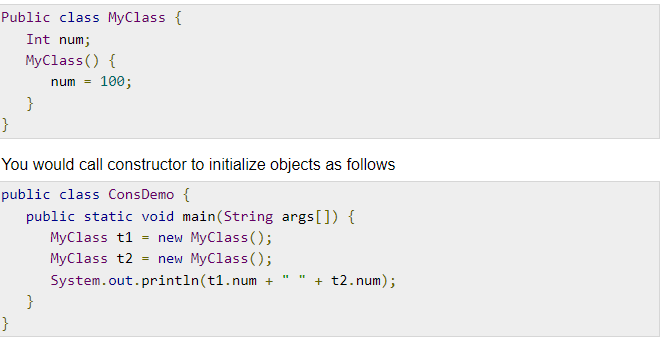 Public class MyClass {
   Int num;
   MyClass() {
      num = 100;
   }
}
You would call constructor to initialize objects as follows
public class ConsDemo {
   public static void main(String args[]) {
      MyClass t1 = new MyClass();
      MyClass t2 = new MyClass();
      System.out.println(t1.num + " " + t2.num);
   }
}